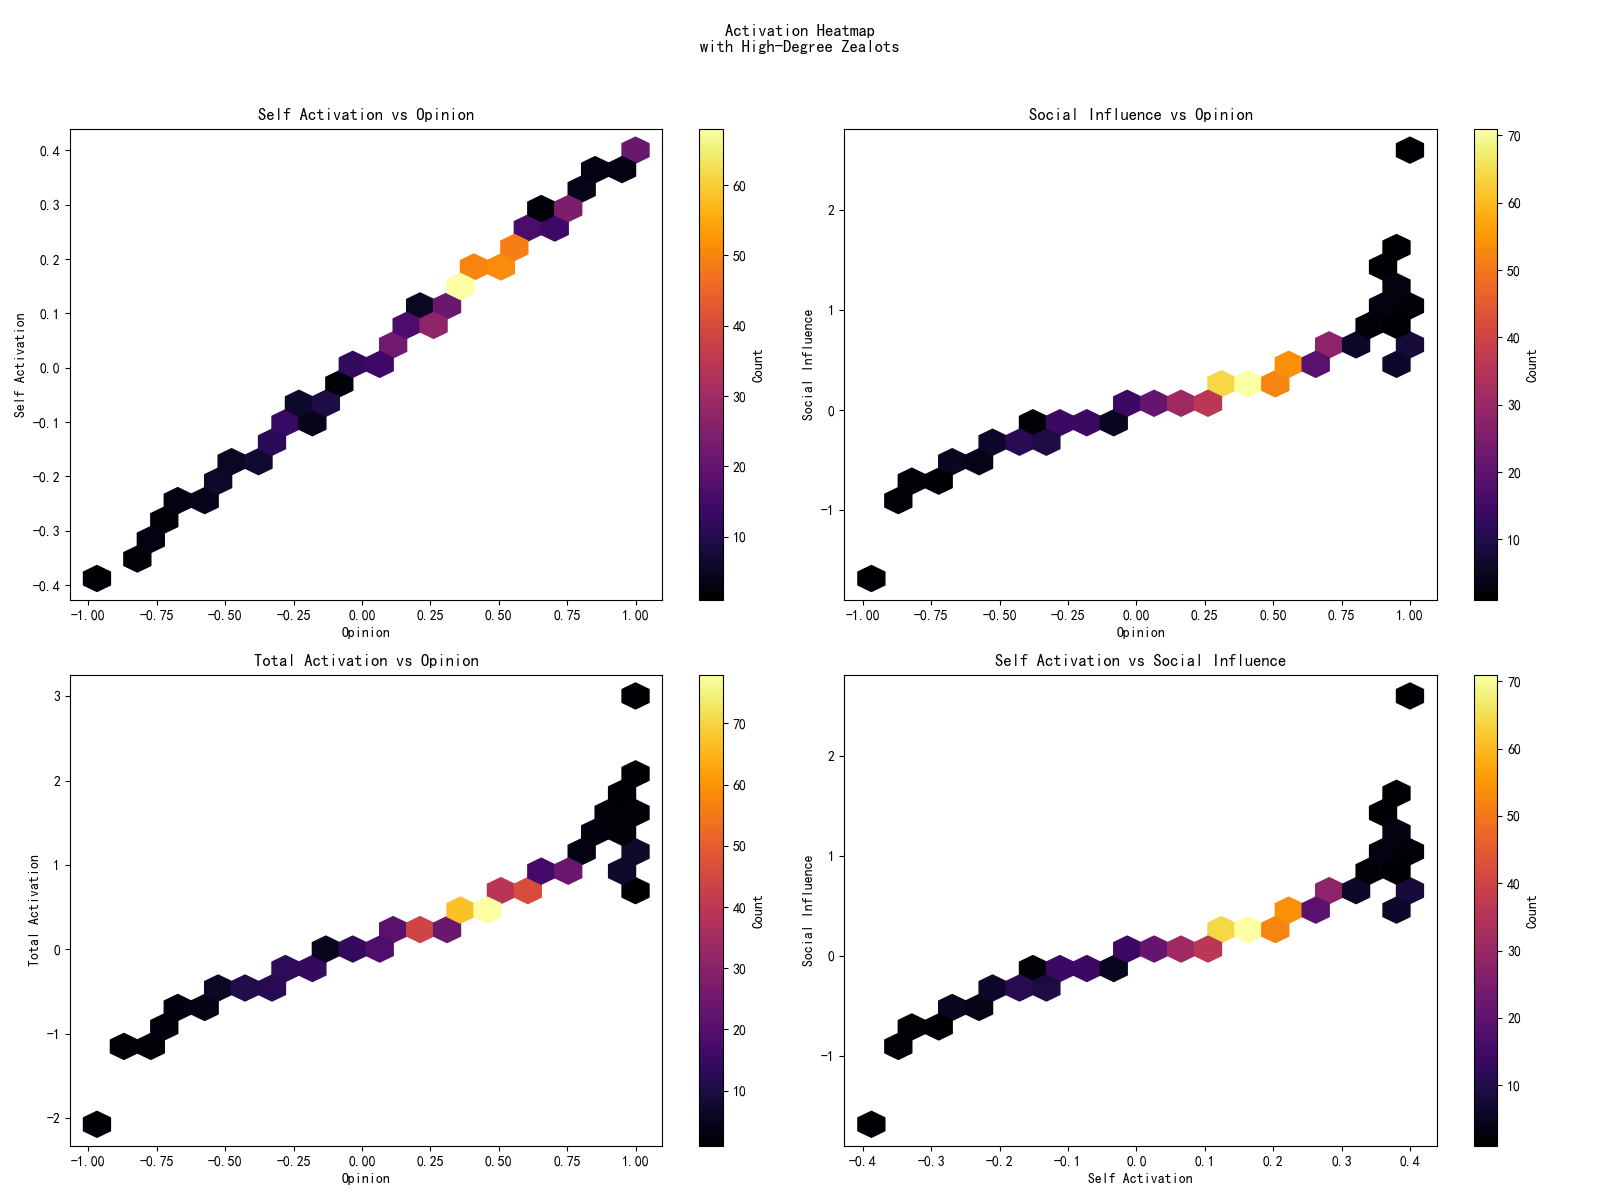 Activation Heatmap
with High-Degree Zealots
Self Activation vs Opinion
0.4
0.3
0.2
0.1
0.0
-0.1
-0.2
-0.3
-0.4
Self Activation
-1.00 -0.75 -0.50 -0.25 0.00 0.25 0.50 0.75 1.00
Opinion
60
50
40
30
20
10
Count
Social Influence vs Opinion
2
1
0
-1
Social Influence
-1.00 -0.75 -0.50 -0.25 0.00 0.25 0.50 0.75 1.00
Opinion
70
60
50
40
30
20
10
Count
Total Activation vs Opinion
3
2
1
0
-1
-2
Total Activation
-1.00 -0.75 -0.50 -0.25 0.00 0.25 0.50 0.75 1.00
Opinion
70
60
50
40
30
20
10
Count
Self Activation vs Social Influence
2
1
0
-1
Social Influence
-0.4 -0.3 -0.2 -0.1 0.0 0.1 0.2 0.3 0.4
Self Activation
70
60
50
40
30
20
10
Count